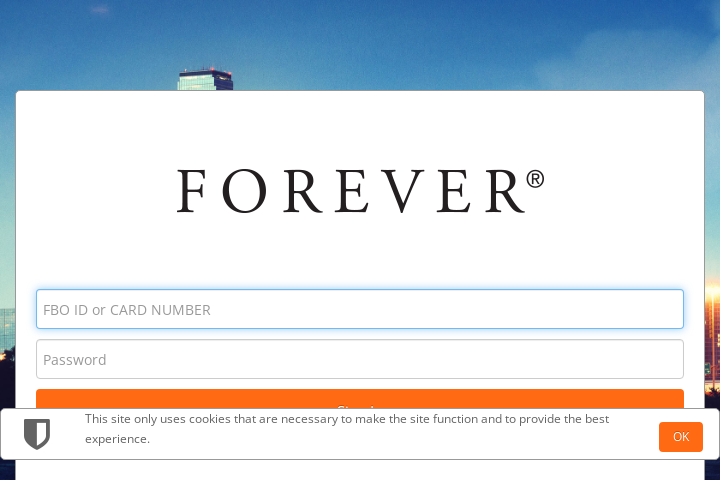 FOREVER®
FBO ID or CARD NUMBER
Password
This site only uses cookies that are necessary to make the site function and to provide the best
experience.
OK